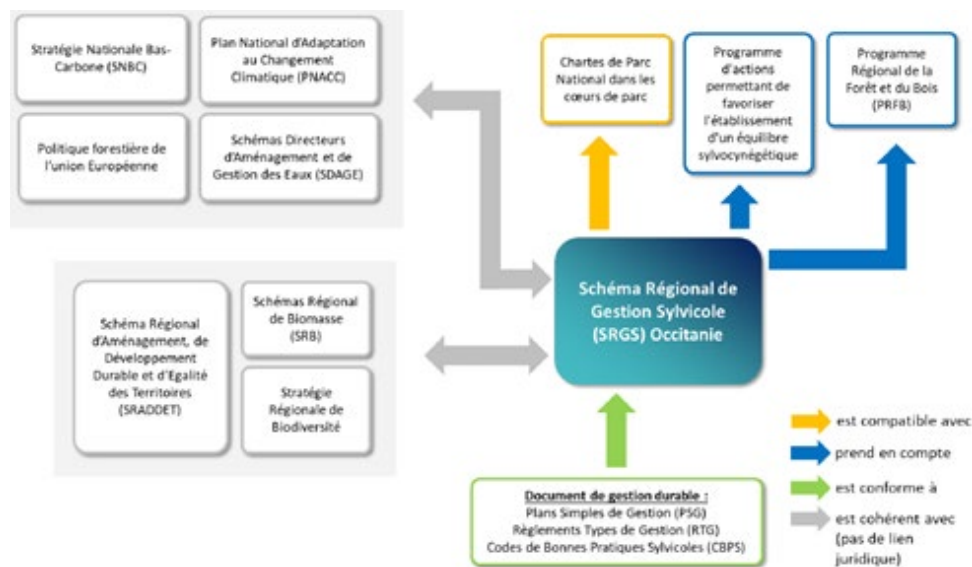 Stratégie Nationale Bas-
Carbone (SNBC)
Plan National d'Adaptation
au Changement
Climatique (PNACC)
Politique forestière de
l'union Européenne
Schémas Directeurs
d'Aménagement et de
Gestion des Eaux (SDAGE)
Chartes de Parc
National dans les
cœurs de parc
Programme
d'actions
permettant de
favoriser
l'établissement
d'un équilibre
sylvocynégétique
Programme
Régional de la
Forêt et du Bois
(PRFB)
Schéma Régional
d'Aménagement, de
Développement
Durable et d'Egalité
des Territoires
(SRADDET)
Schémas Régional
de Biomasse
(SRB)
Stratégie
Régionale de
Biodiversité
Schéma Régional de
Gestion Sylvicole
(SRGS) Occitanie
Document de gestion durable :
Plans Simples de Gestion (PSG)
Règlements Types de Gestion (RTG)
Codes de Bonnes Pratiques Sylvicoles (CBPS)
est compatible avec
prend en compte
est conforme à
est cohérent avec
(pas de lien
juridique)